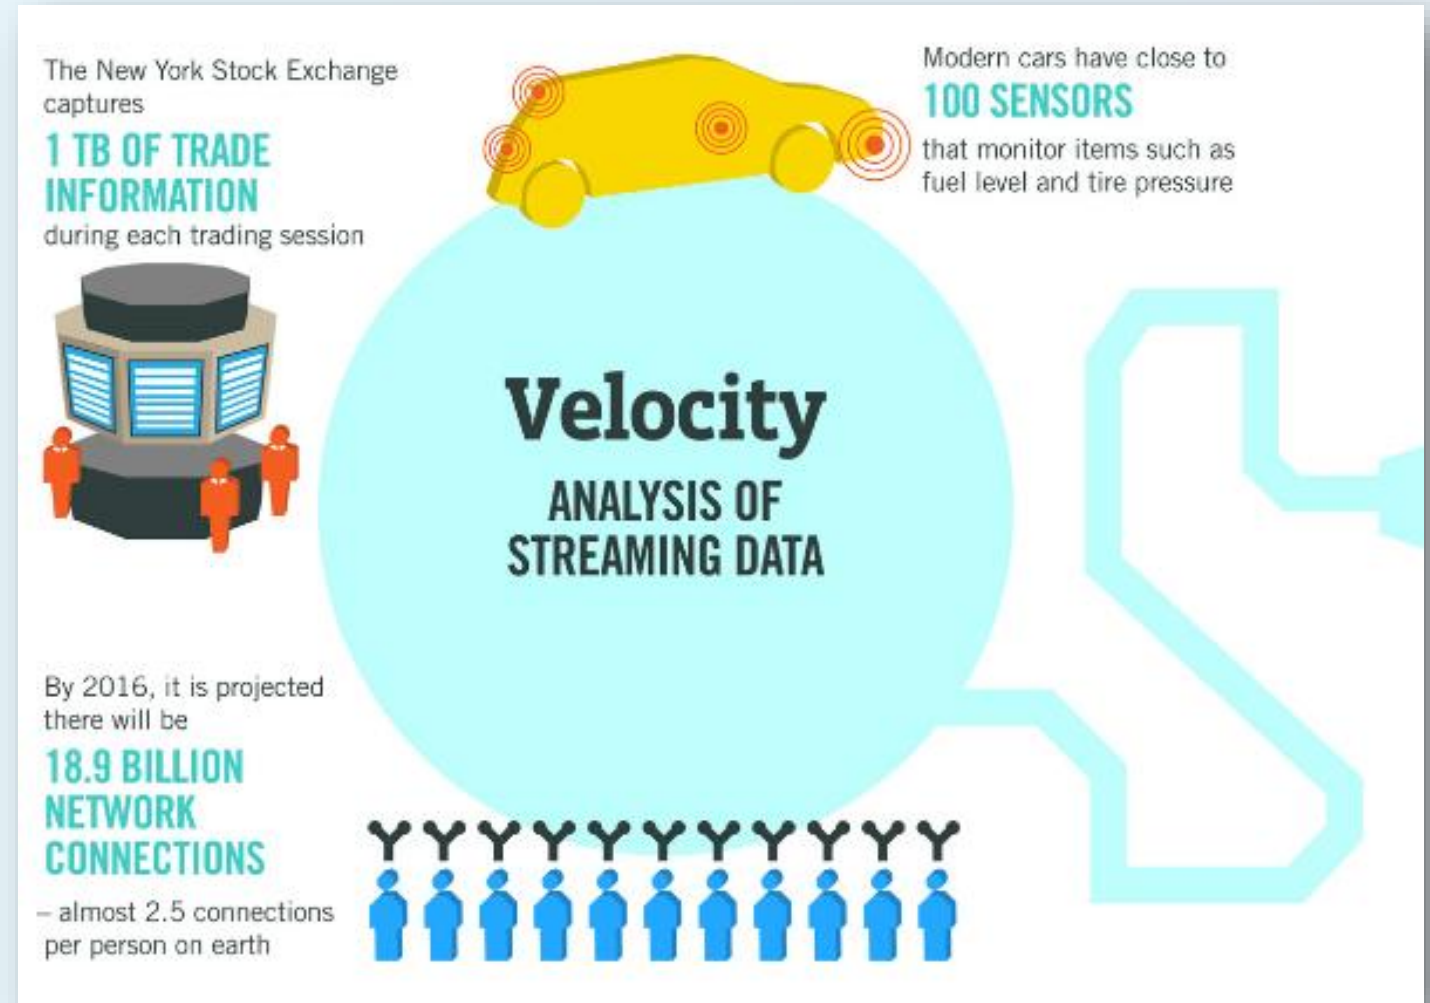 The New York Stock Exchange
captures
1 TB OF TRADE
INFORMATION
during each trading session
Modern cars have close to
100 SENSORS
that monitor items such as
fuel level and tire pressure
Velocity
ANALYSIS OF
STREAMING DATA
By 2016, it is projected
there will be
18.9 BILLION
NETWORK
CONNECTIONS
– almost 2.5 connections
per person on earth